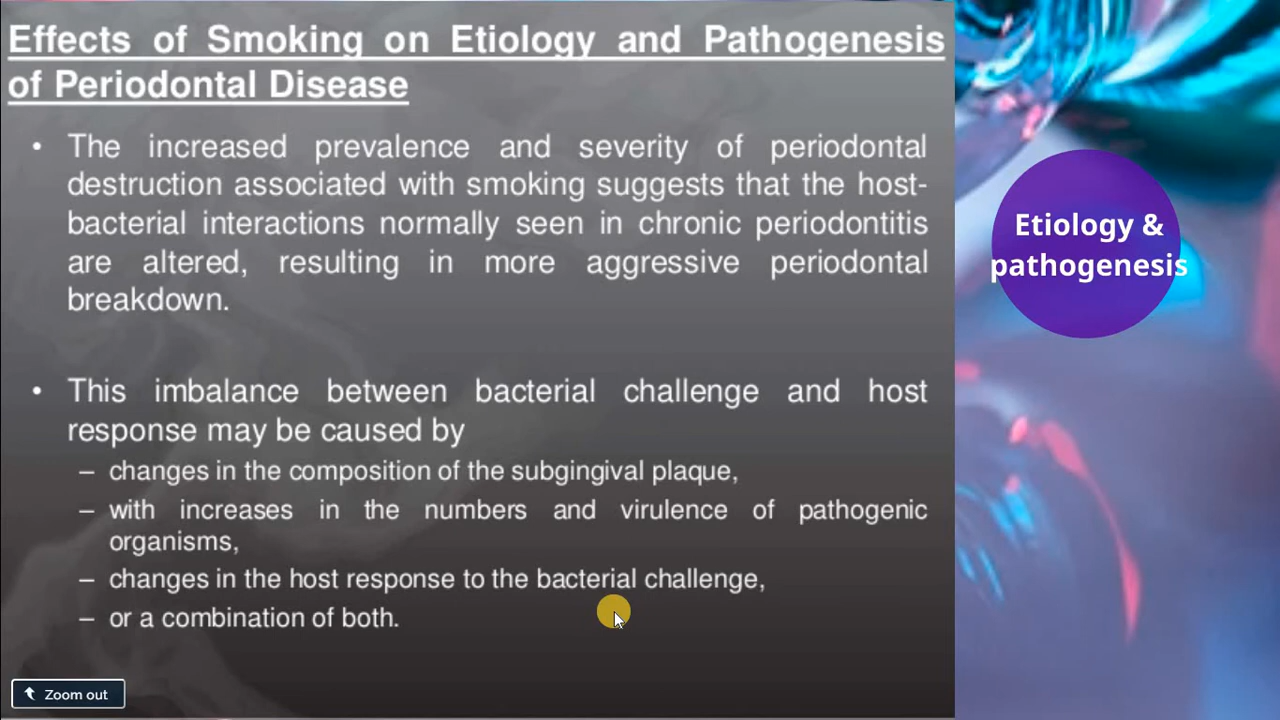 Effects of Smoking on Etiology and Pathogenesis
of Periodontal Disease
• The increased prevalence and severity of periodontal
destruction associated with smoking suggests that the host-
bacterial interactions normally seen in chronic periodontitis
are altered, resulting in more aggressive periodontal
breakdown.
• This imbalance between bacterial challenge and host
response may be caused by
– changes in the composition of the subgingival plaque,
– with increases in the numbers and virulence of pathogenic
organisms,
– changes in the host response to the bacterial challenge,
– or a combination of both.
Zoom out
Etiology &
pathogenesis